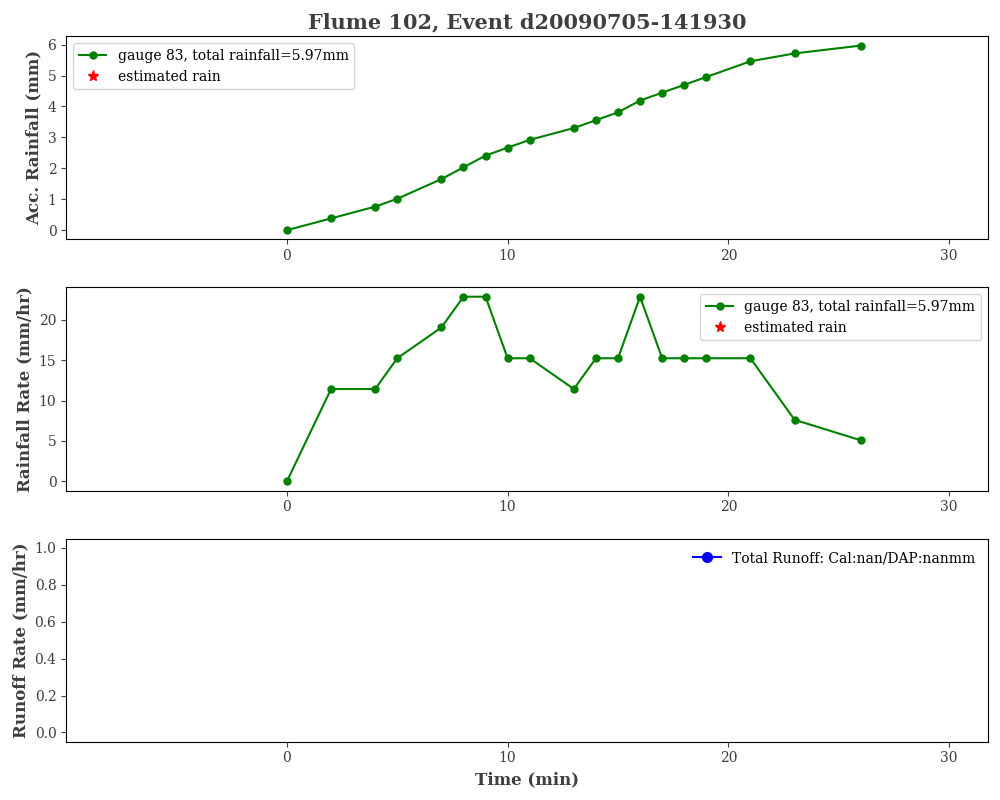 Flume 102, Event d20090705-141930
Acc. Rainfall (mm)
6
5
4
3
2
1
0
gauge 83, total rainfall=5.97mm
estimated rain
0 10 20 30
Rainfall Rate (mm/hr)
20
15
10
5
0
gauge 83, total rainfall=5.97mm
estimated rain
0 10 20 30
Runoff Rate (mm/hr)
1.0
0.8
0.6
0.4
0.2
0.0
Total Runoff: Cal:nan/DAP:nanmm
0 10 20 30
Time (min)